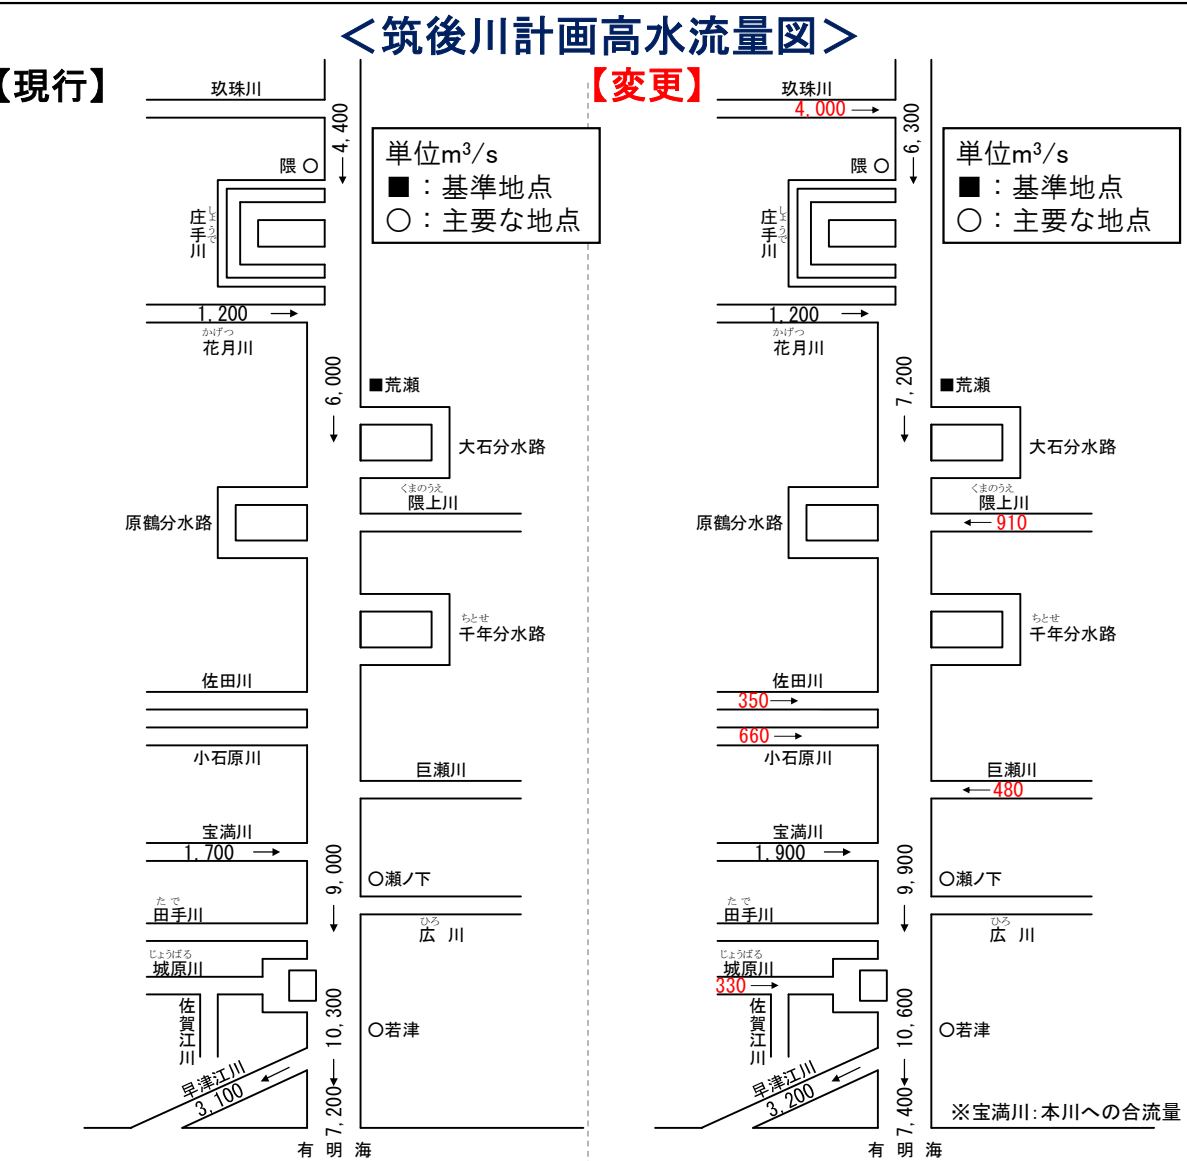 ＜筑後川計画高水流量図＞
【現行】
玖珠川
4,400
隈 ○
単位m³/s
■：基準地点
○：主要な地点
庄手川
しょうで
1,200
かげつ
花月川
6,000
■荒瀬
大石分水路
くまのうえ
隈上川
原鶴分水路
ちとせ
千年分水路
佐田川
小石原川
巨瀬川
宝満川
1,700
9,000
○瀬ノ下
たで
田手川
ひろ
広 川
じょうばる
城原川
佐賀江川
10,300
○若津
早津江川
3,100
7,200
有 明 海
【変更】
玖珠川
4,000
6,300
隈 ○
単位m³/s
■：基準地点
○：主要な地点
庄手川
しょうで
1,200
かげつ
花月川
7,200
■荒瀬
大石分水路
くまのうえ
隈上川
910
原鶴分水路
ちとせ
千年分水路
佐田川
350
660
小石原川
巨瀬川
480
宝満川
1,900
9,900
○瀬ノ下
たで
田手川
ひろ
広 川
じょうばる
城原川
330
佐賀江川
10,600
○若津
早津江川
3,200
7,400
※宝満川：本川への合流量
有 明 海